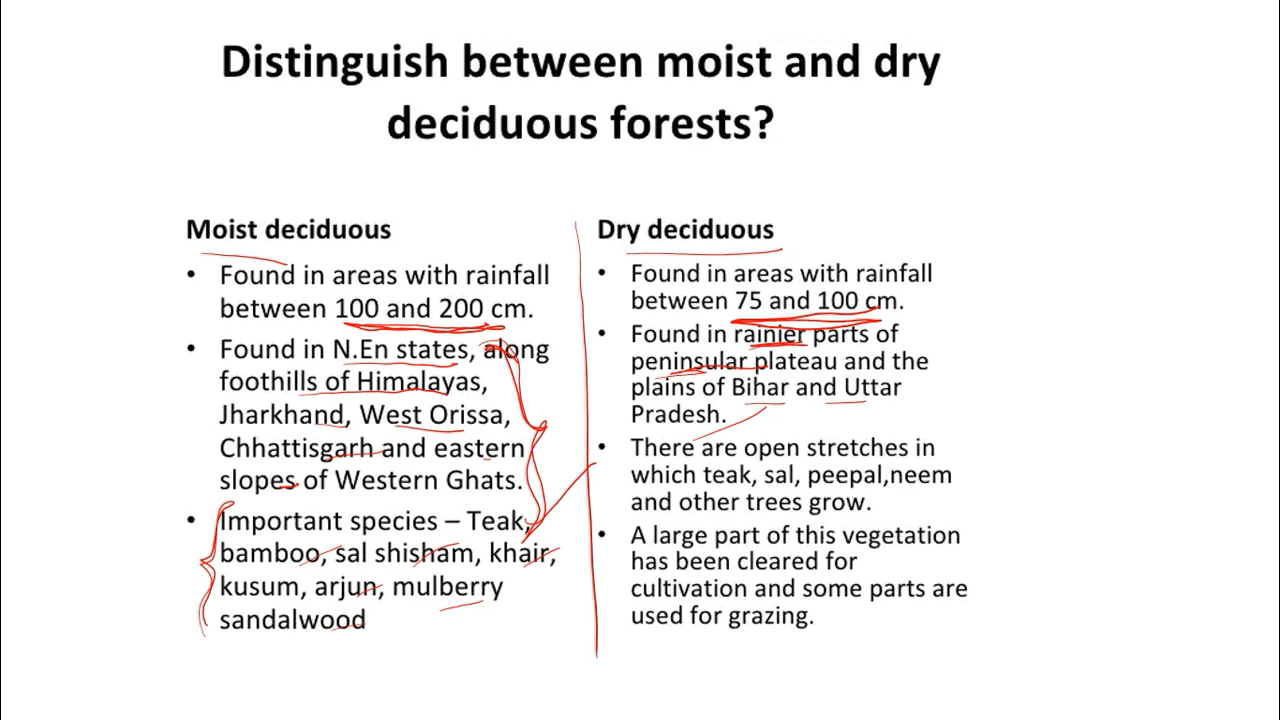 Distinguish between moist and dry
deciduous forests?
Moist deciduous
• Found in areas with rainfall
between 100 and 200 cm.
• Found in N.En states, along
foothills of Himalayas,
Jharkhand, West Orissa,
Chhattisgarh and eastern
slopes of Western Ghats.
• Important species – Teak,
bamboo, sal shisham, khair,
kusum, arjun, mulberry
sandalwood
Dry deciduous
• Found in areas with rainfall
between 75 and 100 cm.
• Found in rainier parts of
peninsular plateau and the
plains of Bihar and Uttar
Pradesh.
• There are open stretches in
which teak, sal, peepal,neem
and other trees grow.
• A large part of this vegetation
has been cleared for
cultivation and some parts are
used for grazing.